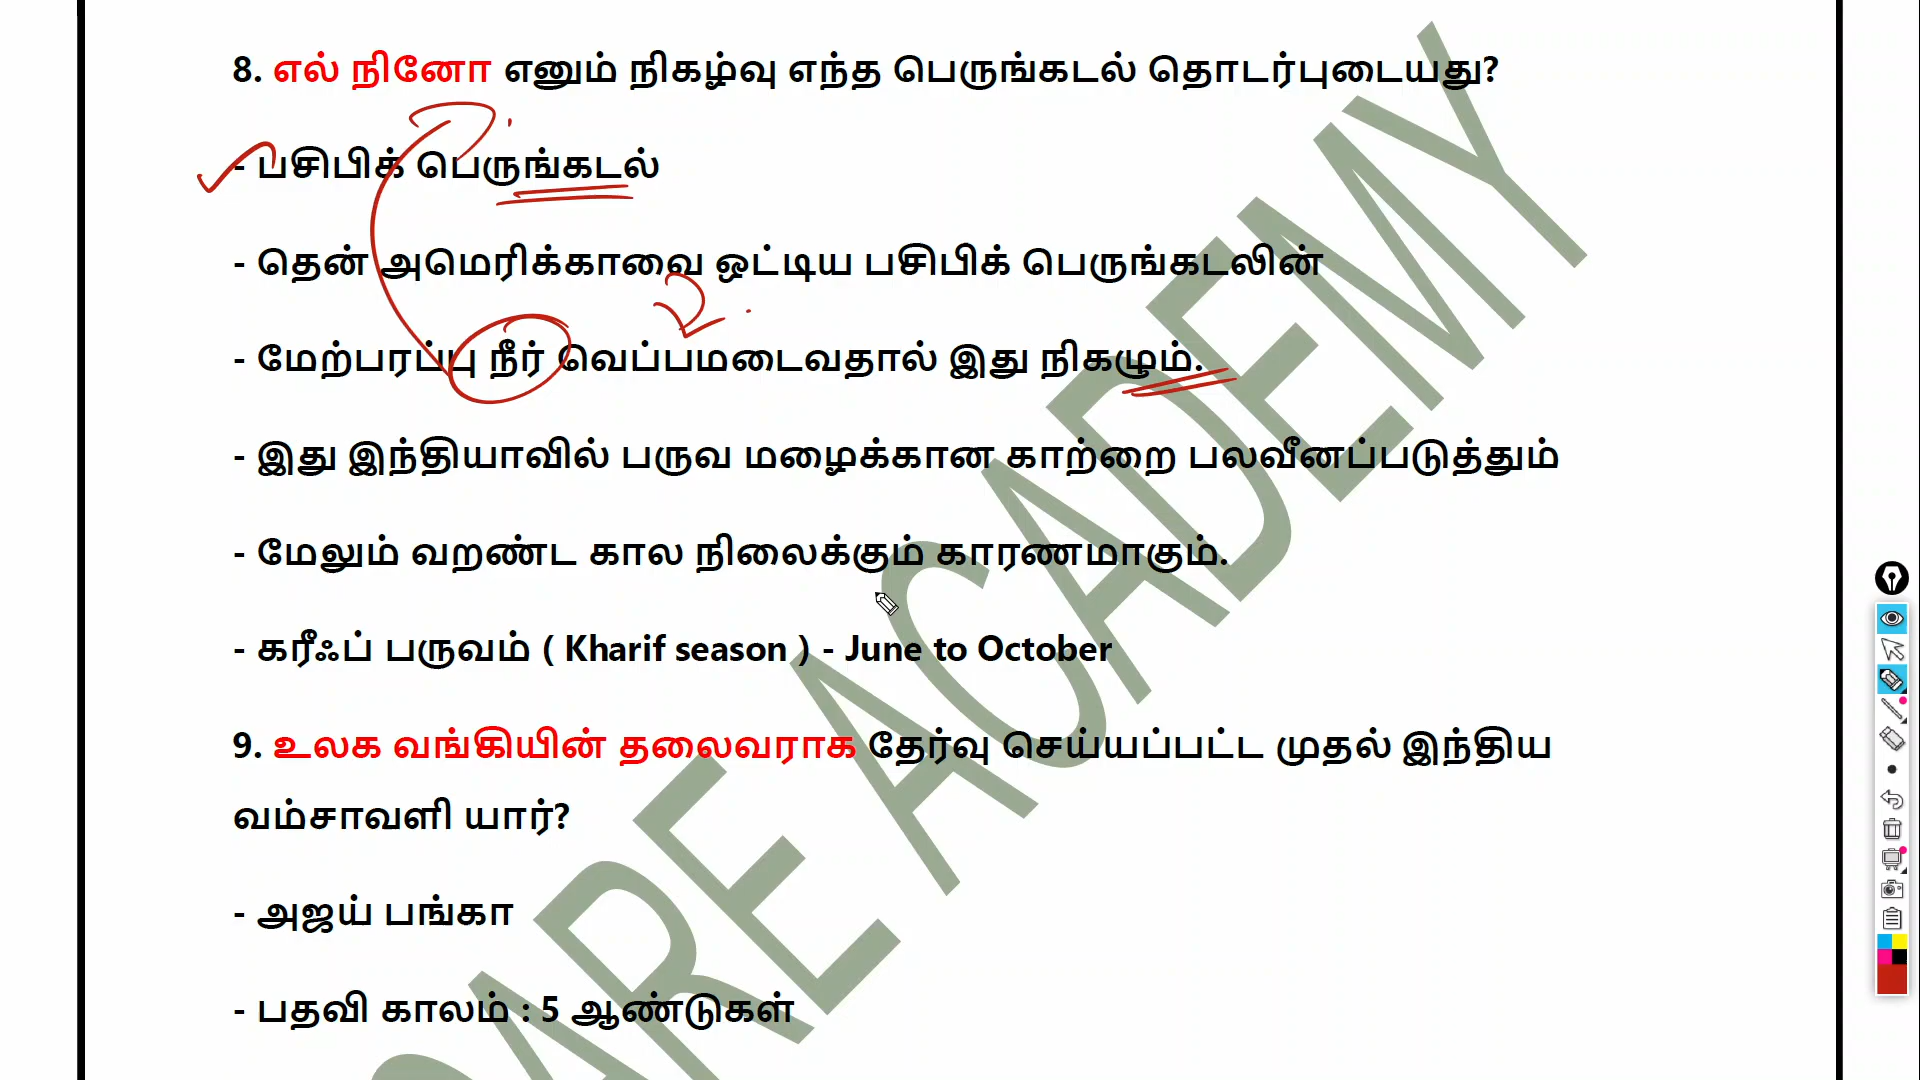 8. எல் நினோ எனும் நிகழ்வு எந்த பெருங்கடல் தொடர்புடையது?
- பசிபிக் பெருங்கடல்
- தென் அமெரிக்காவை ஒட்டிய பசிபிக் பெருங்கடலின்
- மேற்பரப்பு நீர் வெப்பமடைவதால் இது நிகழும்.
- இது இந்தியாவில் பருவ மழைக்கான காற்றை பலவீனப்படுத்தும்
- மேலும் வறண்ட கால நிலைக்கும் காரணமாகும்.
- கரீஃப் பருவம் ( Kharif season ) - June to October
9. உலக வங்கியின் தலைவராக தேர்வு செய்யப்பட்ட முதல் இந்திய
வம்சாவளி யார்?
- அஜய் பங்கா
- பதவி காலம் : 5 ஆண்டுகள்
ARE ACADEMY